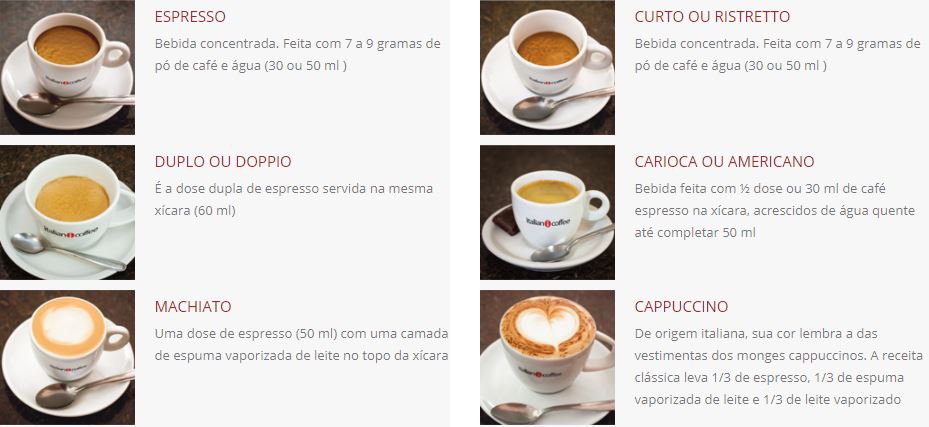 ESPRESSO
Bebida concentrada. Feita com 7 a 9 gramas de
pó de café e água (30 ou 50 ml )
italian coffee
CURTO OU RISTRETTO
Bebida concentrada. Feita com 7 a 9 gramas de
pó de café e água (30 ou 50 ml )
italian coffee
DUPLO OU DOPPIO
É a dose dupla de espresso servida na mesma
xícara (60 ml)
italian coffee
CARIOCA OU AMERICANO
Bebida feita com ½ dose ou 30 ml de café
espresso na xícara, acrescidos de água quente
até completar 50 ml
italian coffee
MACHIATO
Uma dose de espresso (50 ml) com uma camada
de espuma vaporizada de leite no topo da xícara
italian coffee
CAPPUCCINO
De origem italiana, sua cor lembra a das
vestimentas dos monges cappuccinos. A receita
clássica leva 1/3 de espresso, 1/3 de espuma
vaporizada de leite e 1/3 de leite vaporizado
italian coffee